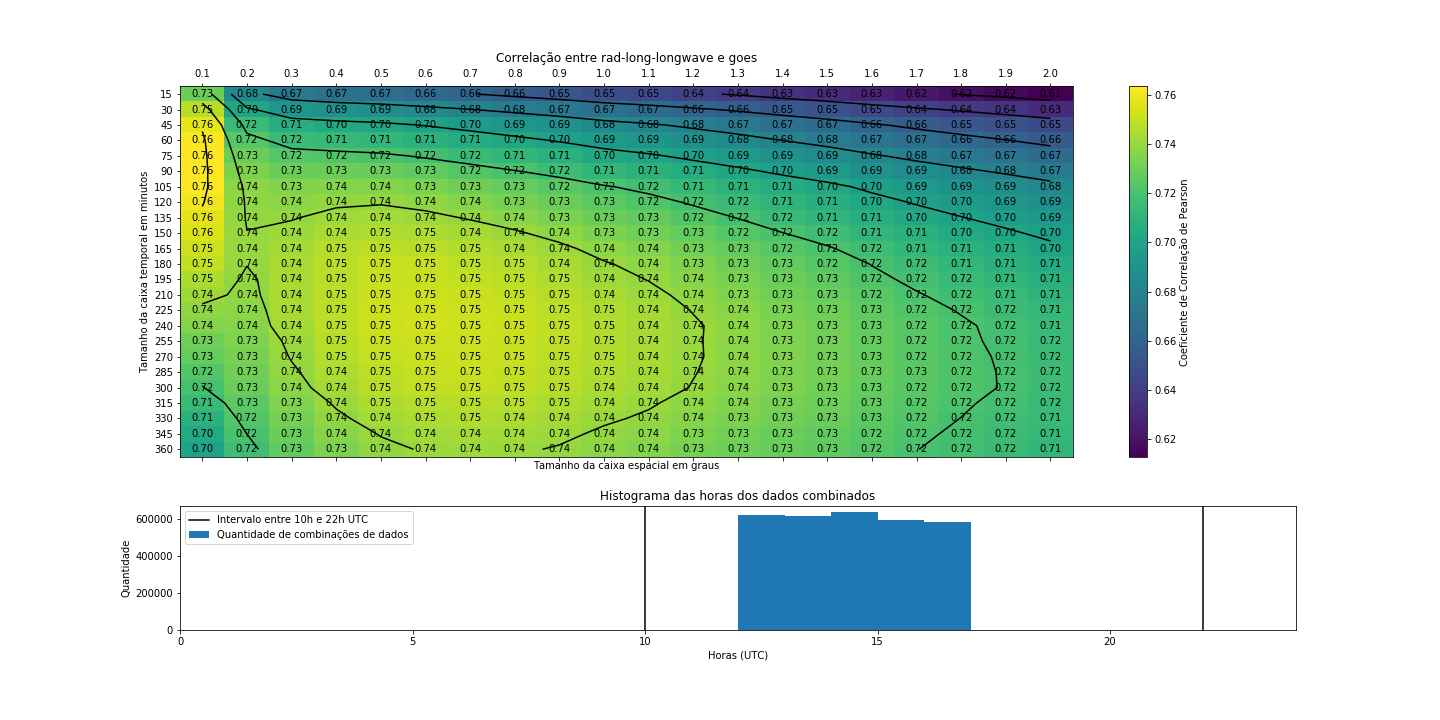 Correlação entre rad-long-longwave e goes
0.1 0.2 0.3 0.4 0.5 0.6 0.7 0.8 0.9 1.0 1.1 1.2 1.3 1.4 1.5 1.6 1.7 1.8 1.9 2.0
15 0.73 0.68 0.67 0.67 0.67 0.66 0.66 0.66 0.65 0.65 0.65 0.64 0.64 0.63 0.63 0.63 0.62 0.62 0.62 0.61
30 0.75 0.70 0.69 0.69 0.69 0.68 0.68 0.68 0.67 0.67 0.67 0.66 0.66 0.65 0.65 0.65 0.64 0.64 0.64 0.63
45 0.76 0.72 0.71 0.70 0.70 0.70 0.70 0.69 0.69 0.68 0.68 0.68 0.67 0.67 0.67 0.66 0.66 0.65 0.65 0.65
60 0.76 0.72 0.72 0.71 0.71 0.71 0.71 0.70 0.70 0.69 0.69 0.69 0.68 0.68 0.68 0.67 0.67 0.66 0.66 0.66
75 0.76 0.73 0.72 0.72 0.72 0.72 0.72 0.71 0.71 0.70 0.70 0.70 0.69 0.69 0.69 0.68 0.68 0.67 0.67 0.67
90 0.76 0.73 0.73 0.73 0.73 0.73 0.72 0.72 0.72 0.71 0.71 0.71 0.70 0.70 0.69 0.69 0.69 0.68 0.68 0.67
105 0.76 0.74 0.73 0.74 0.74 0.73 0.73 0.73 0.72 0.72 0.72 0.71 0.71 0.71 0.70 0.70 0.69 0.69 0.69 0.68
120 0.76 0.74 0.74 0.74 0.74 0.74 0.73 0.73 0.73 0.73 0.72 0.72 0.72 0.71 0.71 0.70 0.70 0.70 0.69 0.69
135 0.76 0.74 0.74 0.74 0.74 0.74 0.74 0.74 0.73 0.73 0.73 0.72 0.72 0.72 0.71 0.71 0.70 0.70 0.70 0.69
150 0.76 0.74 0.74 0.75 0.75 0.75 0.74 0.74 0.74 0.73 0.73 0.73 0.72 0.72 0.72 0.71 0.71 0.70 0.70 0.70
165 0.75 0.74 0.74 0.75 0.75 0.75 0.75 0.74 0.74 0.74 0.73 0.73 0.73 0.72 0.72 0.72 0.71 0.71 0.71 0.70
180 0.75 0.74 0.74 0.75 0.75 0.75 0.75 0.75 0.74 0.74 0.74 0.73 0.73 0.73 0.72 0.72 0.72 0.71 0.71 0.71
195 0.75 0.74 0.74 0.75 0.75 0.75 0.75 0.75 0.75 0.74 0.74 0.73 0.73 0.73 0.72 0.72 0.72 0.72 0.71 0.71
210 0.74 0.74 0.74 0.75 0.75 0.75 0.75 0.75 0.75 0.74 0.74 0.74 0.73 0.73 0.73 0.72 0.72 0.72 0.71 0.71
225 0.74 0.74 0.74 0.75 0.75 0.75 0.75 0.75 0.75 0.74 0.74 0.74 0.73 0.73 0.73 0.72 0.72 0.72 0.72 0.71
240 0.74 0.74 0.74 0.75 0.75 0.75 0.75 0.75 0.75 0.74 0.74 0.74 0.73 0.73 0.73 0.73 0.72 0.72 0.72 0.71
255 0.73 0.74 0.74 0.75 0.75 0.75 0.75 0.75 0.75 0.74 0.74 0.74 0.73 0.73 0.73 0.73 0.72 0.72 0.72 0.72
270 0.73 0.73 0.74 0.75 0.75 0.75 0.75 0.75 0.75 0.74 0.74 0.74 0.73 0.73 0.73 0.73 0.72 0.72 0.72 0.72
285 0.72 0.73 0.74 0.74 0.75 0.75 0.75 0.75 0.75 0.74 0.74 0.74 0.73 0.73 0.73 0.73 0.72 0.72 0.72 0.72
300 0.72 0.73 0.74 0.74 0.75 0.75 0.75 0.75 0.74 0.74 0.74 0.74 0.73 0.73 0.73 0.73 0.72 0.72 0.72 0.72
315 0.71 0.73 0.73 0.74 0.75 0.75 0.75 0.75 0.74 0.74 0.74 0.74 0.73 0.73 0.73 0.72 0.72 0.72 0.72 0.71
330 0.71 0.72 0.73 0.74 0.74 0.75 0.75 0.75 0.74 0.74 0.74 0.74 0.73 0.73 0.73 0.72 0.72 0.72 0.72 0.71
345 0.70 0.72 0.73 0.74 0.74 0.74 0.74 0.74 0.74 0.74 0.74 0.73 0.73 0.73 0.73 0.72 0.72 0.72 0.72 0.71
360 0.70 0.72 0.73 0.73 0.74 0.74 0.74 0.74 0.74 0.74 0.74 0.73 0.73 0.73 0.73 0.72 0.72 0.72 0.71 0.71
Tamanho da caixa temporal em minutos
Tamanho da caixa espacial em graus
0.76
0.74
0.72
0.70
0.68
0.66
0.64
0.62
Coeficiente de Correlação de Pearson
Histograma das horas dos dados combinados
Intervalo entre 10h e 22h UTC
Quantidade de combinações de dados
600000
400000
200000
0
Quantidade
0 5 10 15 20
Horas (UTC)